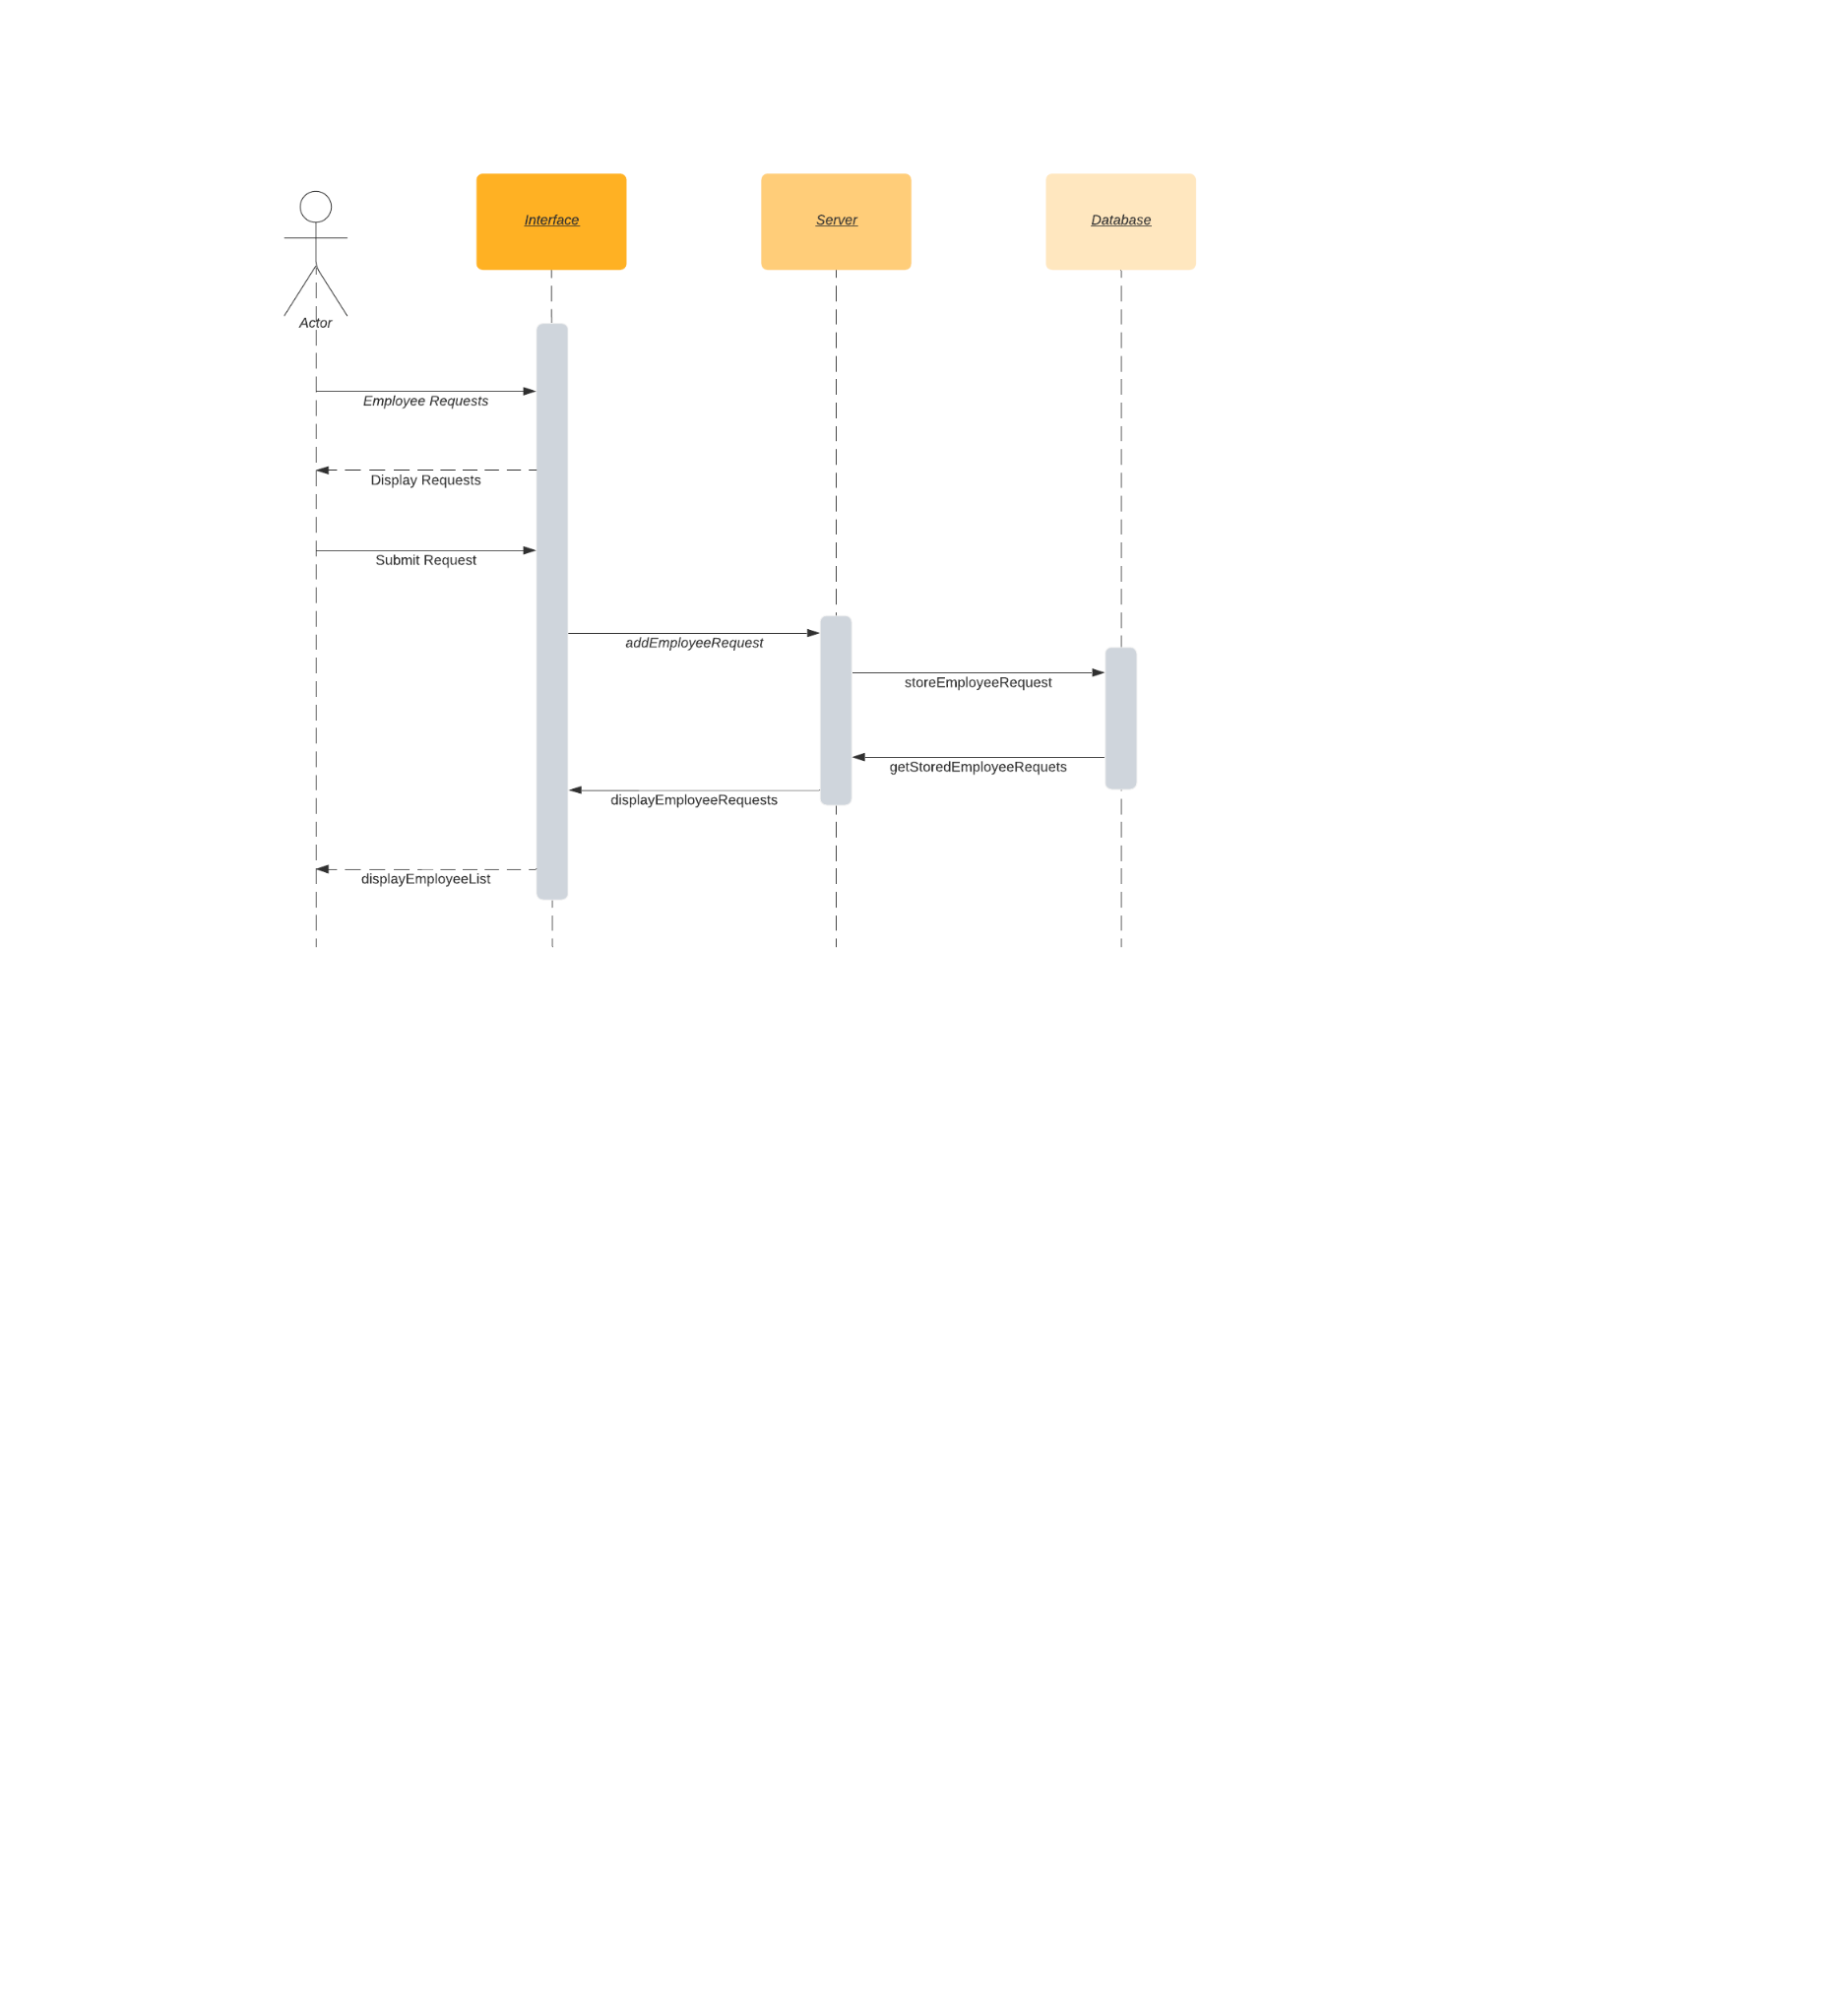 Interface
Server
Database
Actor
Employee Requests
Display Requests
Submit Request
addEmployeeRequest
storeEmployeeRequest
getStoredEmployeeRequets
displayEmployeeRequests
displayEmployeeList